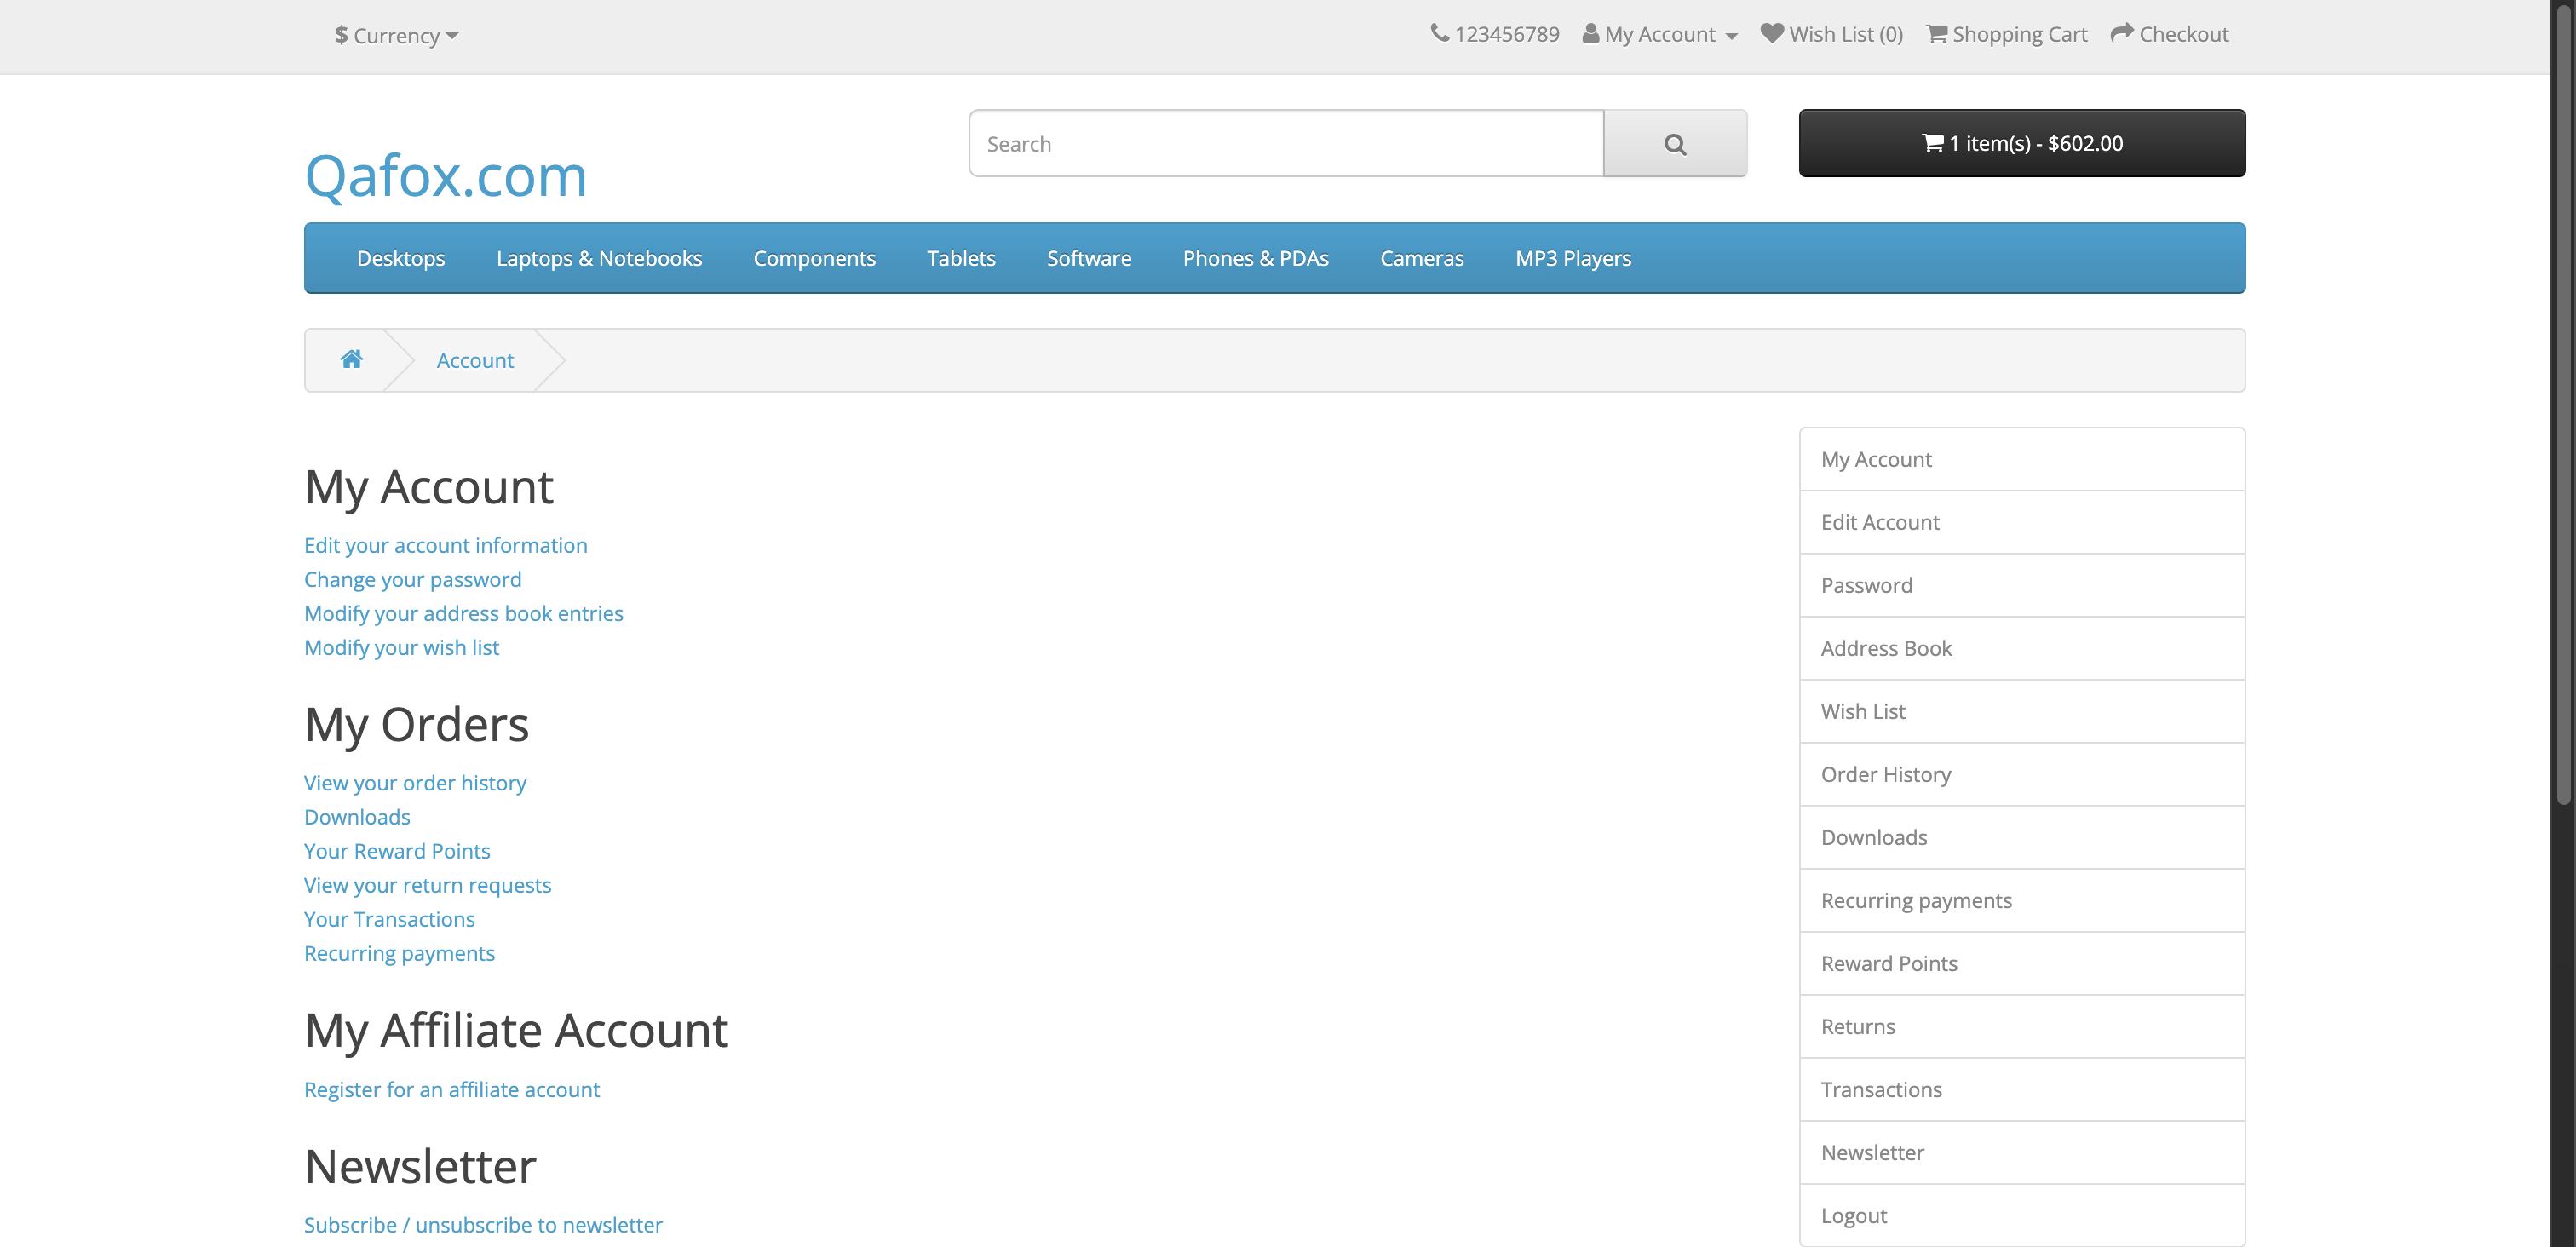 $ Currency
123456789 My Account Wish List (0) Shopping Cart Checkout
Qafox.com
Search
1 item(s) - $602.00
Desktops Laptops & Notebooks Components Tablets Software Phones & PDAs Cameras MP3 Players
Account
My Account
Edit your account information
Change your password
Modify your address book entries
Modify your wish list
My Orders
View your order history
Downloads
Your Reward Points
View your return requests
Your Transactions
Recurring payments
My Affiliate Account
Register for an affiliate account
Newsletter
Subscribe / unsubscribe to newsletter
My Account
Edit Account
Password
Address Book
Wish List
Order History
Downloads
Recurring payments
Reward Points
Returns
Transactions
Newsletter
Logout